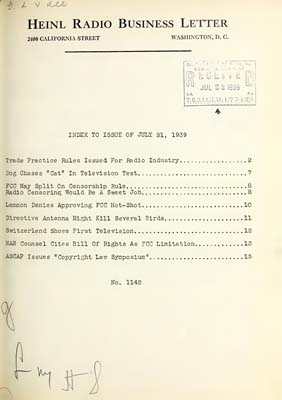 HEINL RADIO BUSINESS LETTER
2400 CALIFORNIA STREET WASHINGTON, D. C.
RECEIVED
JUL 23 1939
INDEX TO ISSUE OF JULY 21, 1939
Trade Practice Rules Issued For Radio Industry..............2
Dog Chases "Cat" In Television Test.........................7
FCC May Split On Censorship Rule............................8
Radio Censoring Would Be A Sweet Job........................8
Lemmon Denies Approving FCC Hot-Shot.......................10
Directive Antenna Might Kill Several Birds.................11
Switzerland Shows First Television.........................12
NAB Counsel Cites Bill Of Rights As FCC Limitation.........13
ASCAP Issues "Copyright Law Symposium".....................15
No. 1142